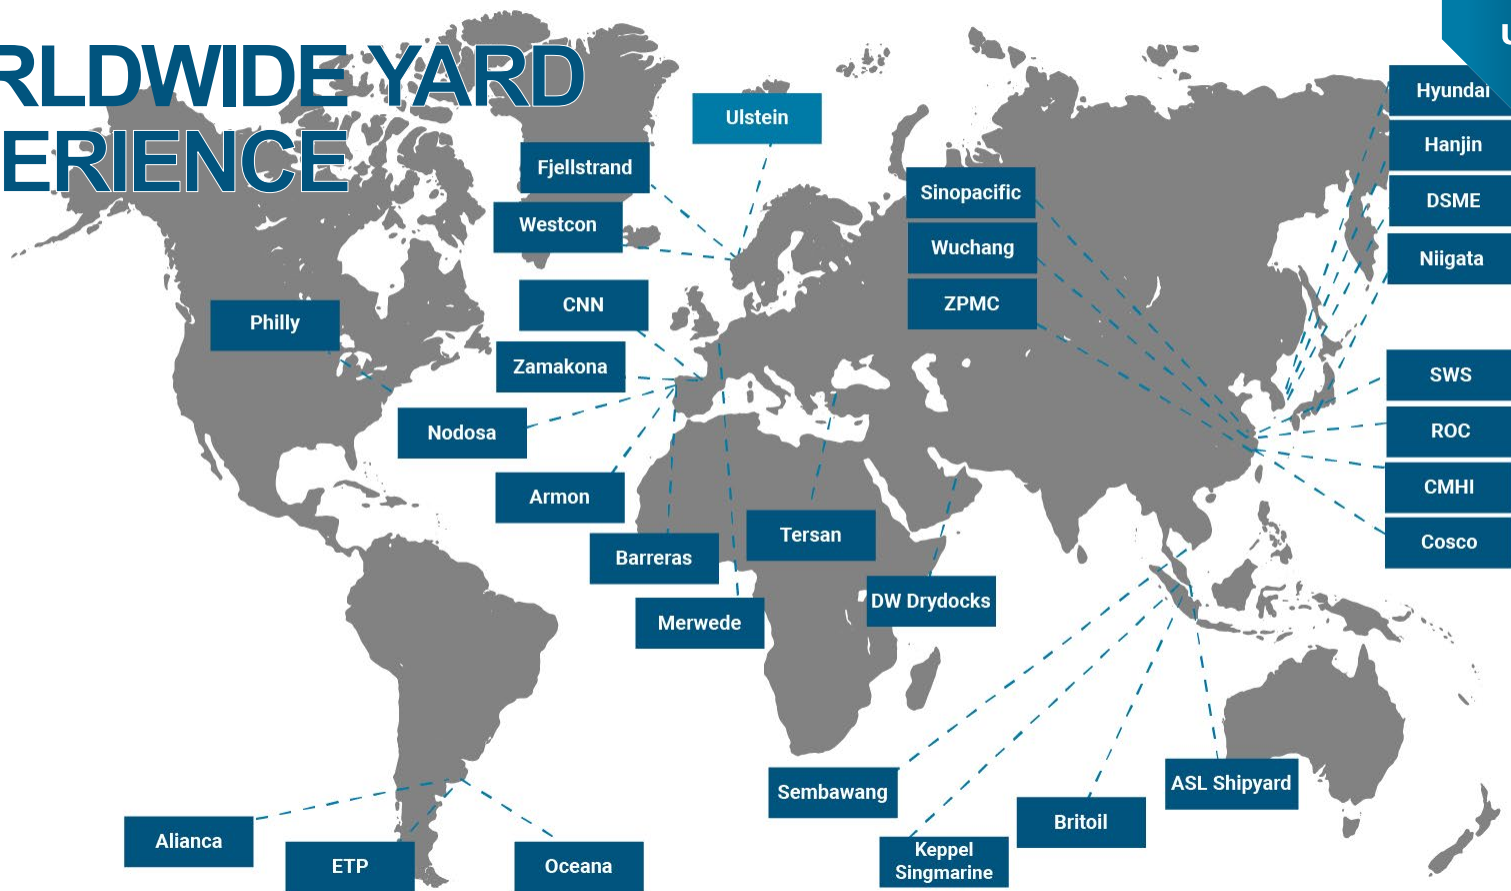 RLDWIDE YARD
ERIENCE
U
Hyundai
Ulstein
Hanjin
Fjellstrand
Sinopacific
DSME
Westcon
Wuchang
Niigata
CNN
ZPMC
Philly
Zamakona
SWS
Nodosa
ROC
Armon
CMHI
Tersan
Cosco
Barreras
DW Drydocks
Merwede
Sembawang
ASL Shipyard
Britoil
Alianca
Keppel
Singmarine
ETP
Oceana